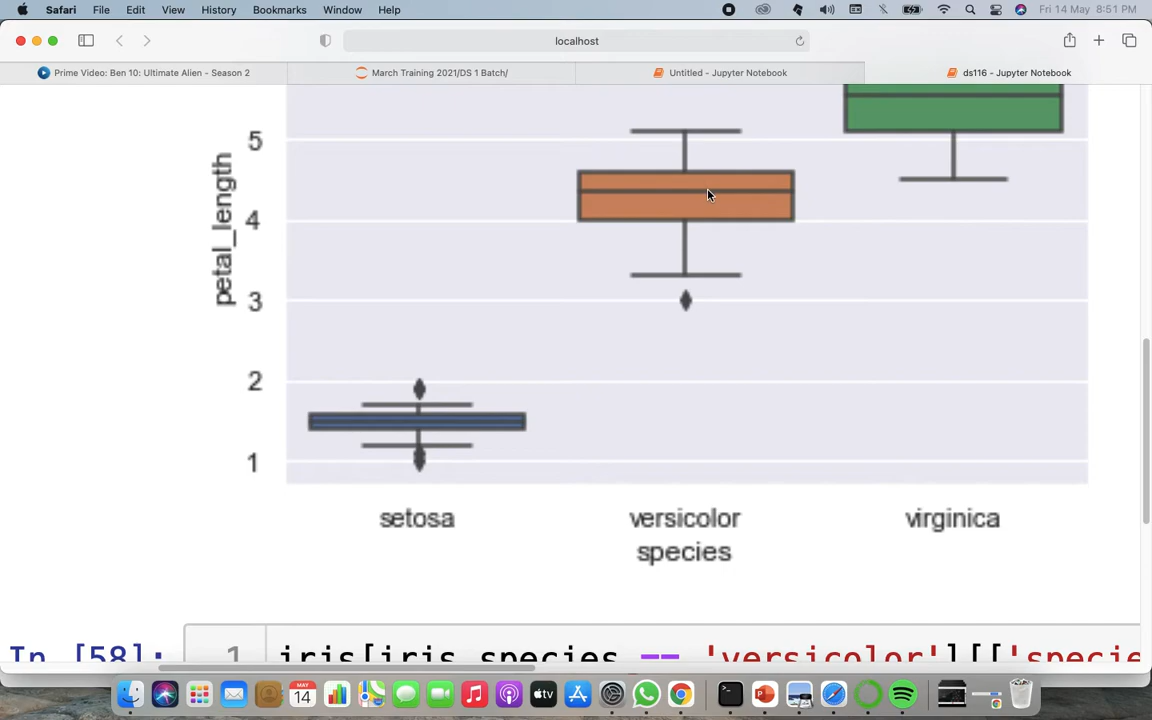 Safari File Edit View History Bookmarks Window Help Fri 14 May 8:51 PM
localhost
Prime Video: Ben 10: Ultimate Alien - Season 2 March Training 2021/DS 1 Batch/ Untitled - Jupyter Notebook ds116 - Jupyter Notebook
5
4
3
2
1
petal_length
setosa versicolor virginica
species
In [58]: 1 iris[iris.species == 'versicolor'][['specie
MAY
14
tv